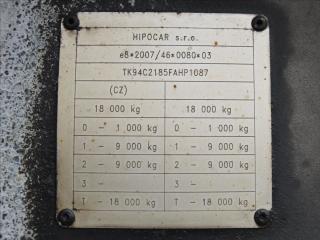 HIPOCAR s.r.o.
e8*2007/46*0080*03
TK94C2185FAHP1087
(CZ)
18 000 kg 18 000 kg
0 - 1 000 kg 0 - 1 000 kg
1 - 9 000 kg 1 - 9 000 kg
2 - 9 000 kg 2 - 9 000 kg
3 - 3 -
T - 18 000 kg T - 18 000 kg